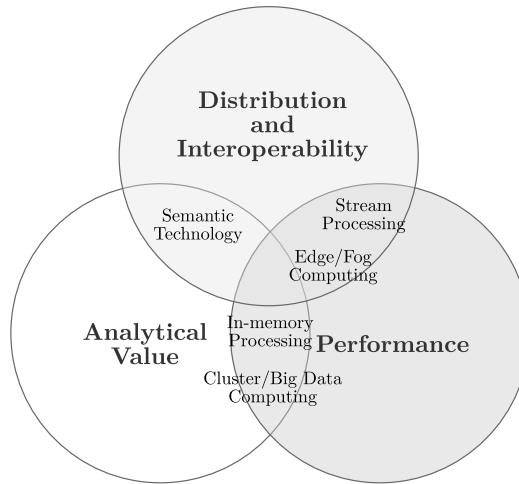 Distribution
and
Interoperability
Semantic
Technology
Stream
Processing
Edge/Fog
Computing
Analytical
Value
In-memory
Processing
Performance
Cluster/Big Data
Computing